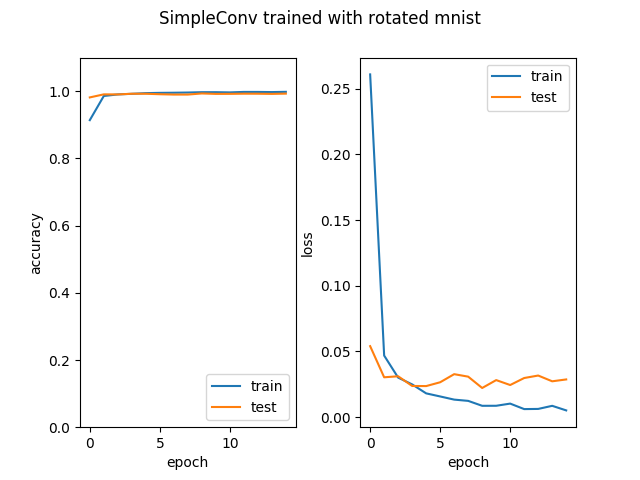 SimpleConv trained with rotated mnist
accuracy
1.0
0.8
0.6
0.4
0.2
0.0
0
5
10
epoch
train
test
loss
0.25
0.20
0.15
0.10
0.05
0.00
0
5
10
epoch
train
test